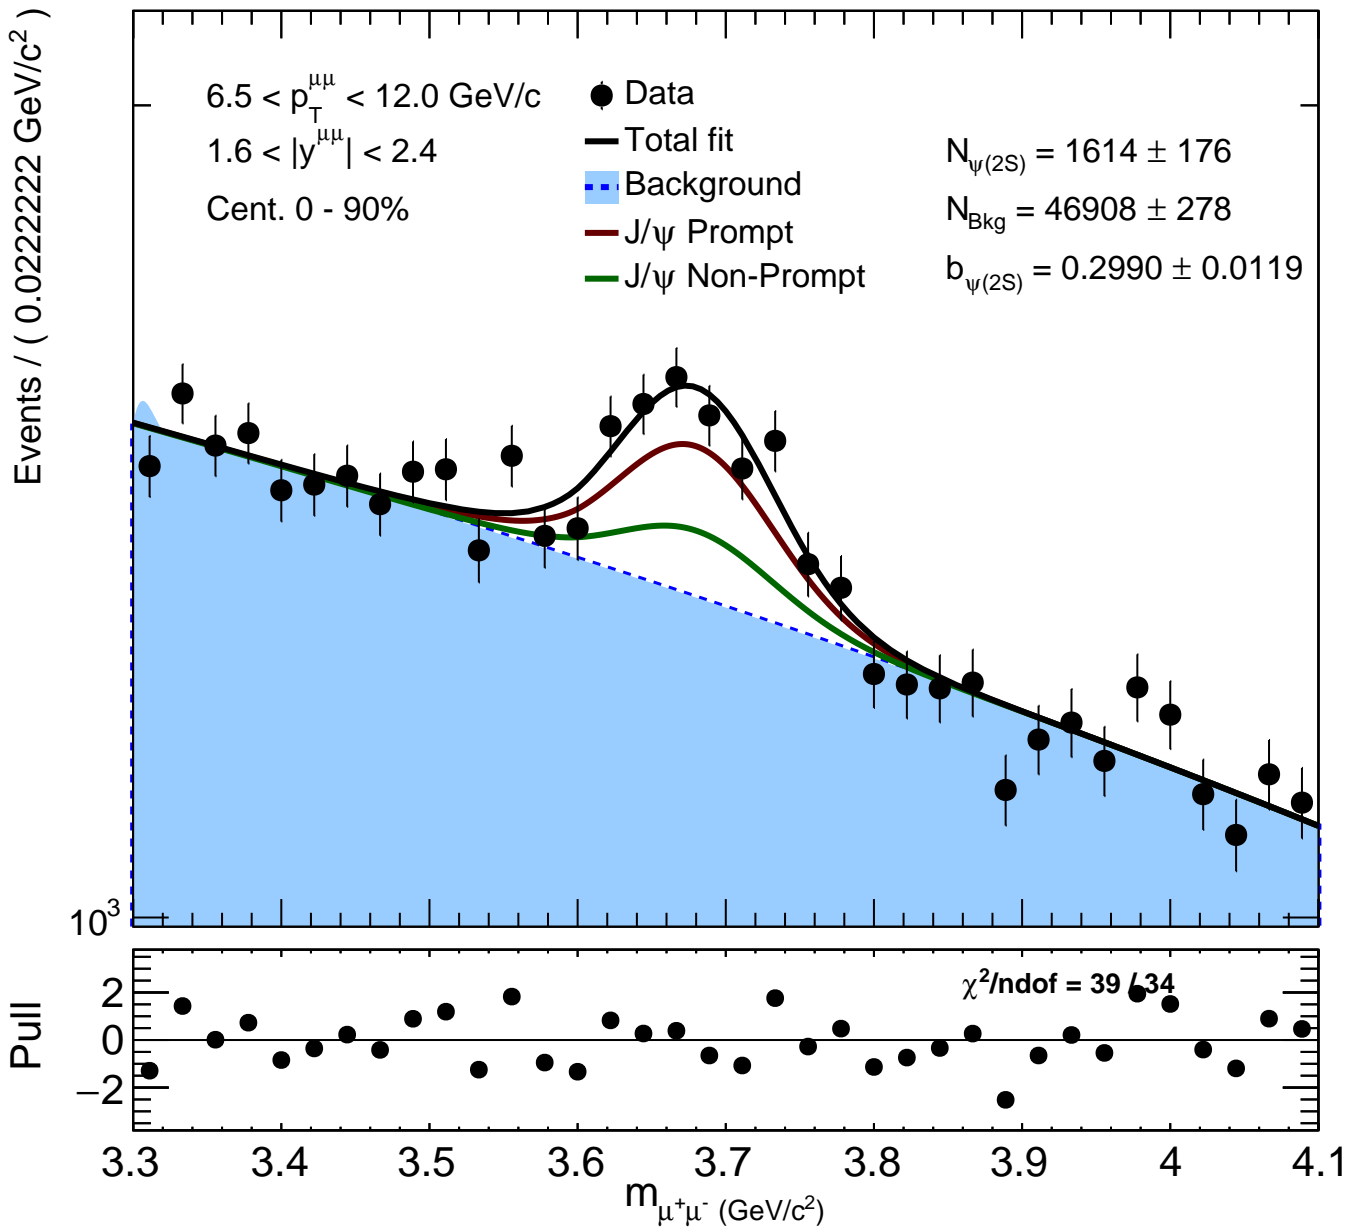 Events / ( 0.0222222 GeV/c² )
6.5 < p_T^μμ < 12.0 GeV/c
1.6 < |y^μμ| < 2.4
Cent. 0 - 90%
Data
Total fit
Background
J/ψ Prompt
J/ψ Non-Prompt
N_ψ(2S) = 1614 ± 176
N_Bkg = 46908 ± 278
b_ψ(2S) = 0.2990 ± 0.0119
10³
Pull
2
0
−2
χ²/ndof = 39 / 34
3.3 3.4 3.5 3.6 3.7 3.8 3.9 4 4.1
m_μ⁺μ⁻ (GeV/c²)